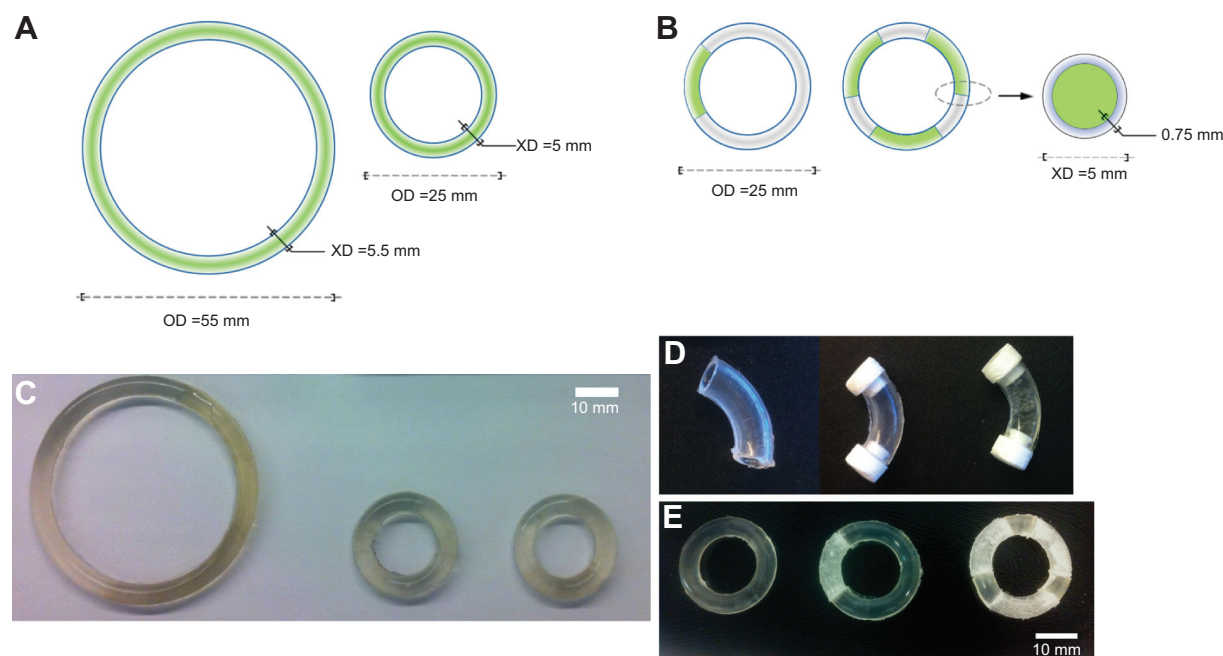 A
XD =5 mm
OD =25 mm
XD =5.5 mm
OD =55 mm
B
OD =25 mm
0.75 mm
XD =5 mm
C
10 mm
D
E
10 mm